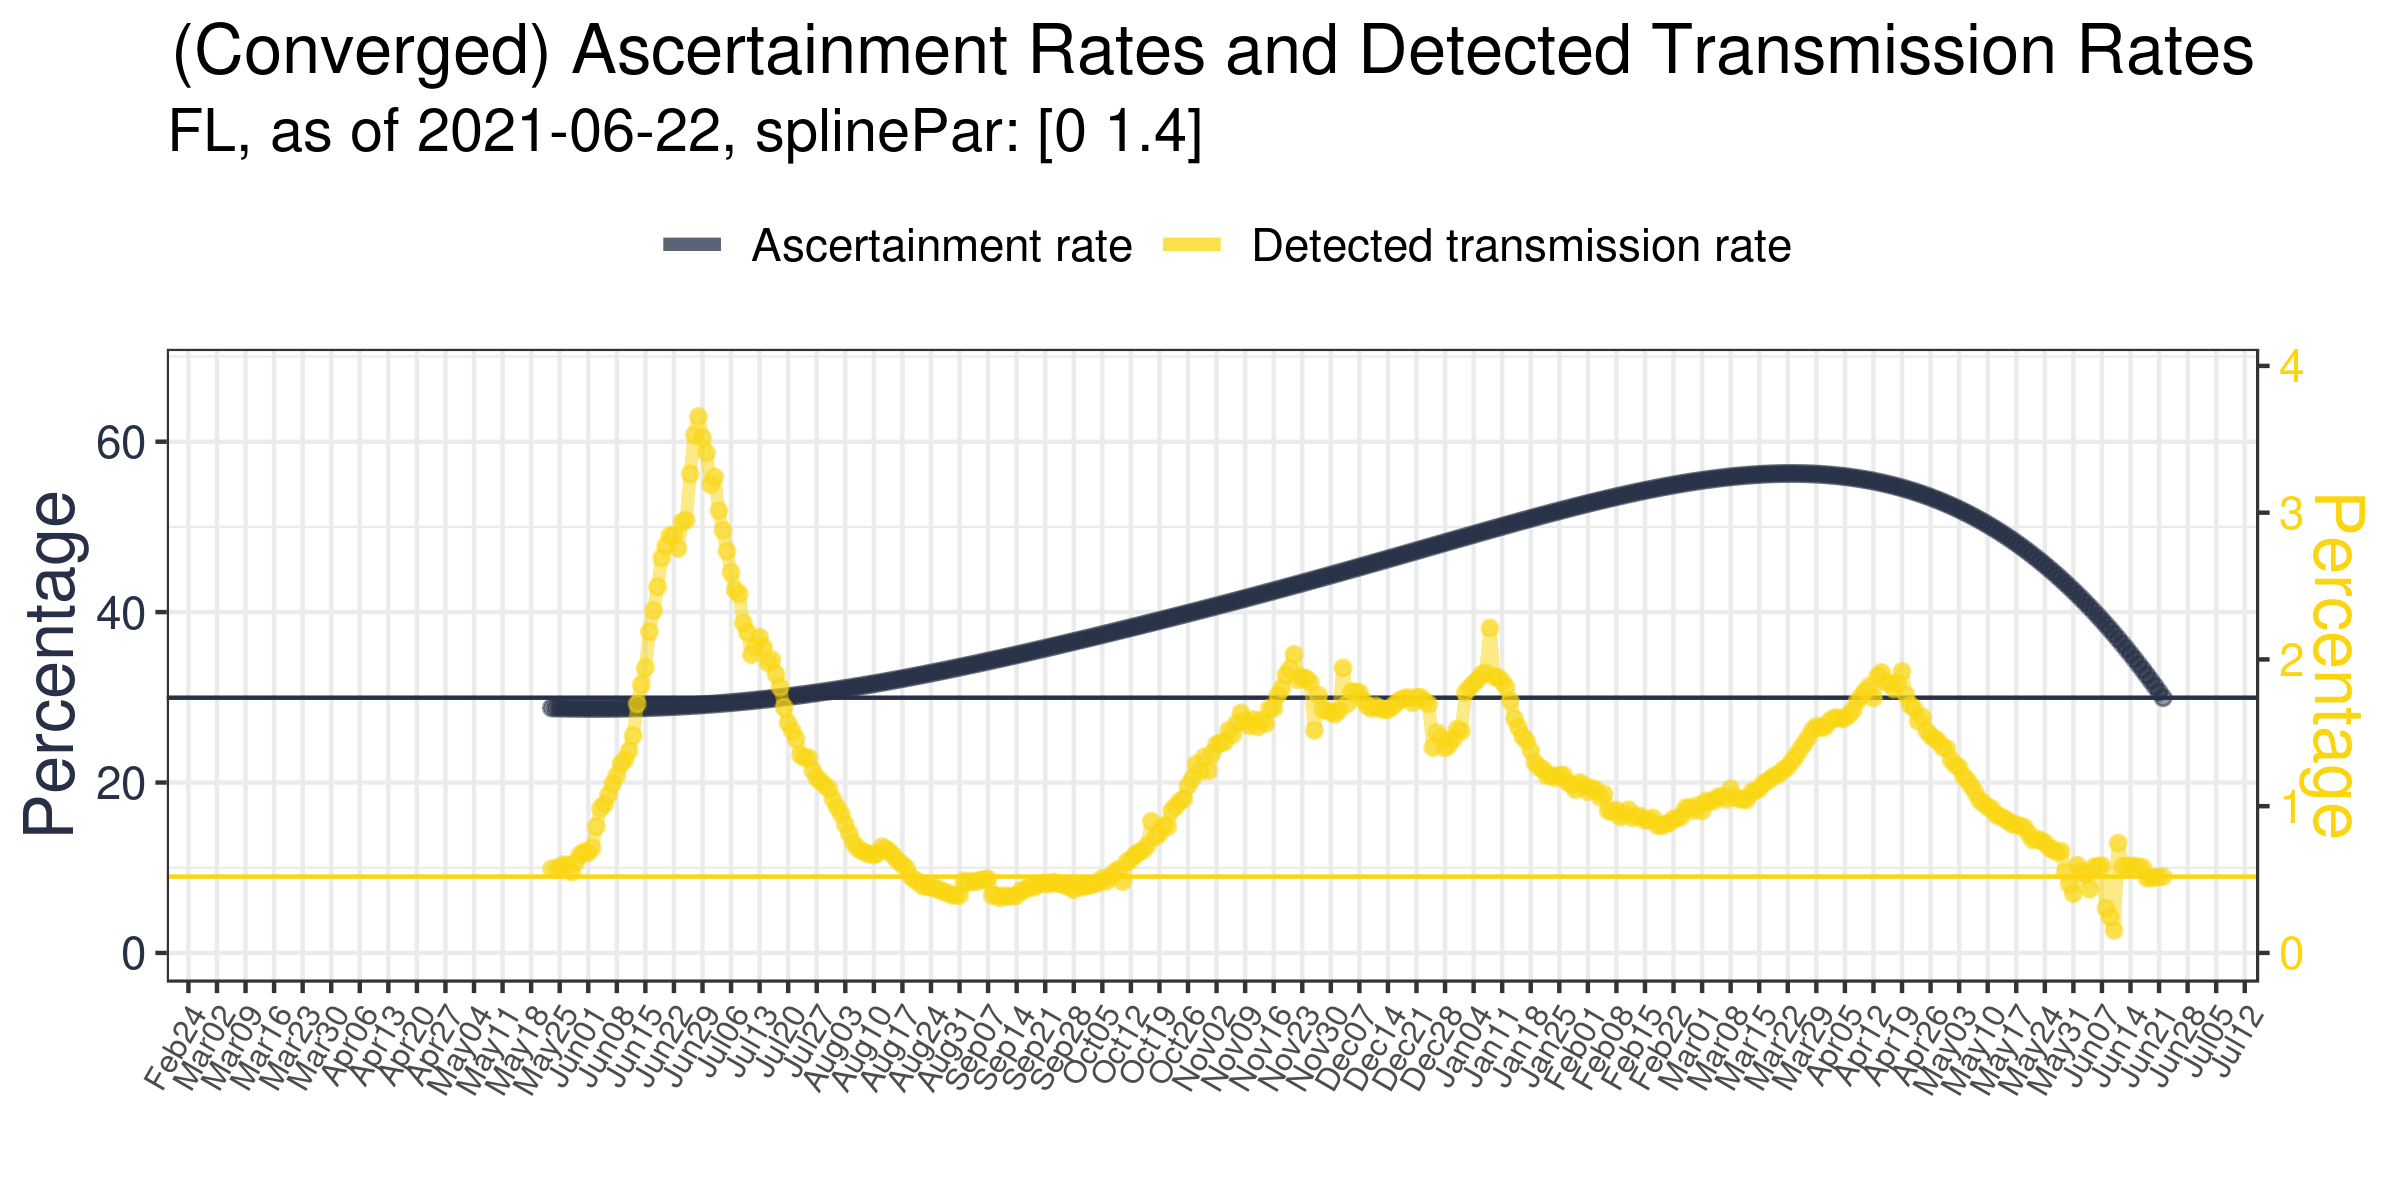 (Converged) Ascertainment Rates and Detected Transmission Rates
FL, as of 2021-06-22, splinePar: [0 1.4]
Ascertainment rate Detected transmission rate
Percentage
60
40
20
0
4
3
2
1
0
Percentage
Feb24 Mar02 Mar09 Mar16 Mar23 Mar30 Apr06 Apr13 Apr20 Apr27 May04 May11 May18 May25 Jun01 Jun08 Jun15 Jun22 Jun29 Jul06 Jul13 Jul20 Jul27 Aug03 Aug10 Aug17 Aug24 Aug31 Sep07 Sep14 Sep21 Sep28 Oct05 Oct12 Oct19 Oct26 Nov02 Nov09 Nov16 Nov23 Nov30 Dec07 Dec14 Dec21 Dec28 Jan04 Jan11 Jan18 Jan25 Feb01 Feb08 Feb15 Feb22 Mar01 Mar08 Mar15 Mar22 Mar29 Apr05 Apr12 Apr19 Apr26 May03 May10 May17 May24 May31 Jun07 Jun14 Jun21 Jun28 Jul05 Jul12